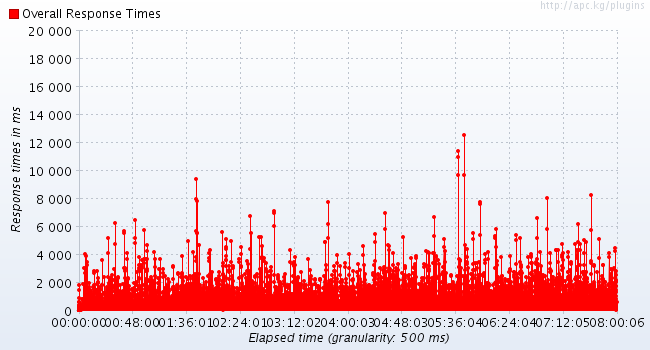 http://apc.kg/plugins
Overall Response Times
20 000
18 000
16 000
14 000
12 000
10 000
8 000
6 000
4 000
2 000
0
Response times in ms
00:00:00 00:48:00 01:36:01 02:24:01 03:12:02 04:00:03 04:48:03 05:36:04 06:24:04 07:12:05 08:00:06
Elapsed time (granularity: 500 ms)